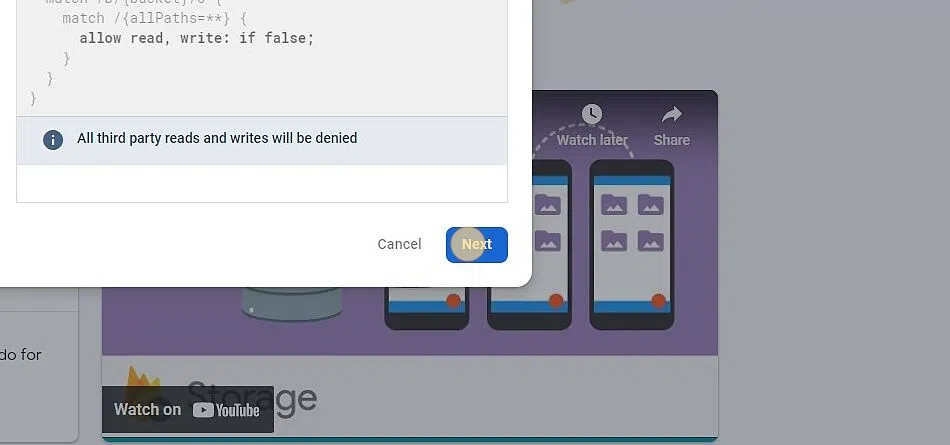 match /b/{bucket}/o {
match /{allPaths=**} {
allow read, write: if false;
}
}
}
All third party reads and writes will be denied
Cancel
Next
Watch later
Share
do for
Storage
Watch on YouTube